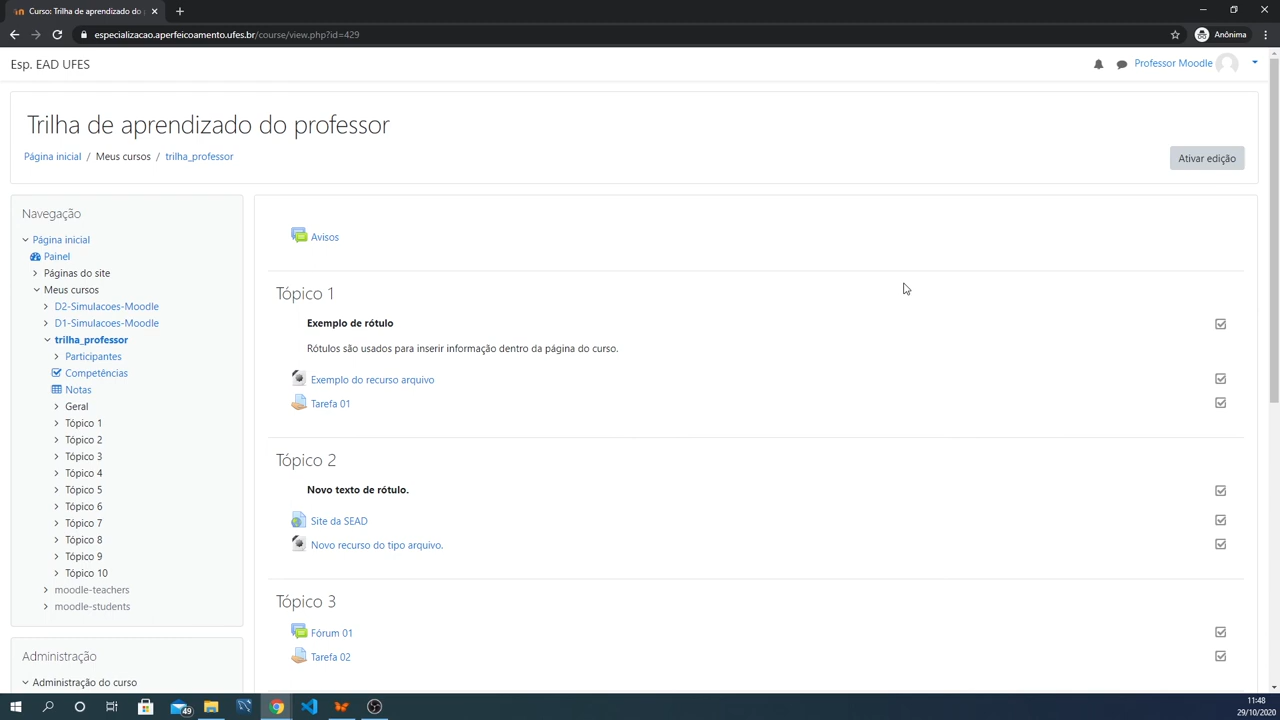 Curso: Trilha de aprendizado do
especializacao.aperfeicoamento.ufes.br/course/view.php?id=429
Anônima
Esp. EAD UFES
Professor Moodle
Trilha de aprendizado do professor
Página inicial / Meus cursos / trilha_professor
Ativar edição
Navegação
Página inicial
Painel
Páginas do site
Meus cursos
D2-Simulacoes-Moodle
D1-Simulacoes-Moodle
trilha_professor
Participantes
Competências
Notas
Geral
Tópico 1
Tópico 2
Tópico 3
Tópico 4
Tópico 5
Tópico 6
Tópico 7
Tópico 8
Tópico 9
Tópico 10
moodle-teachers
moodle-students
Administração
Administração do curso
Avisos
Tópico 1
Exemplo de rótulo
Rótulos são usados para inserir informação dentro da página do curso.
Exemplo do recurso arquivo
Tarefa 01
Tópico 2
Novo texto de rótulo.
Site da SEAD
Novo recurso do tipo arquivo.
Tópico 3
Fórum 01
Tarefa 02
49
11:48
29/10/2020